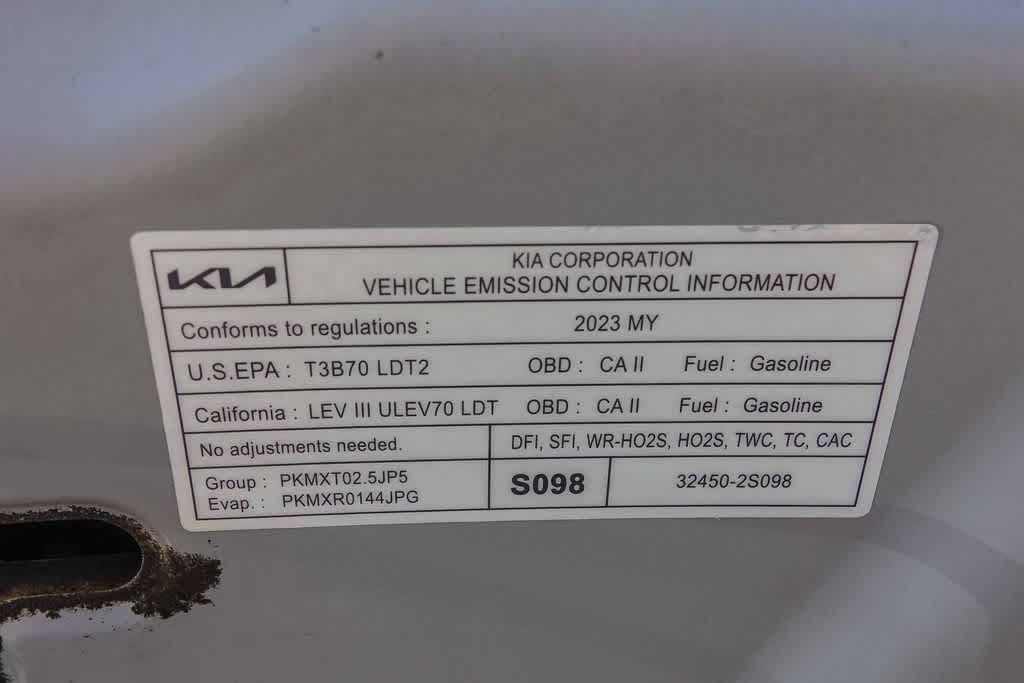 KIA
KIA CORPORATION
VEHICLE EMISSION CONTROL INFORMATION
Conforms to regulations : 2023 MY
U.S.EPA : T3B70 LDT2 OBD : CA II Fuel : Gasoline
California : LEV III ULEV70 LDT OBD : CA II Fuel : Gasoline
No adjustments needed. DFI, SFI, WR-HO2S, HO2S, TWC, TC, CAC
Group : PKMXT02.5JP5
Evap. : PKMXR0144JPG
S098
32450-2S098